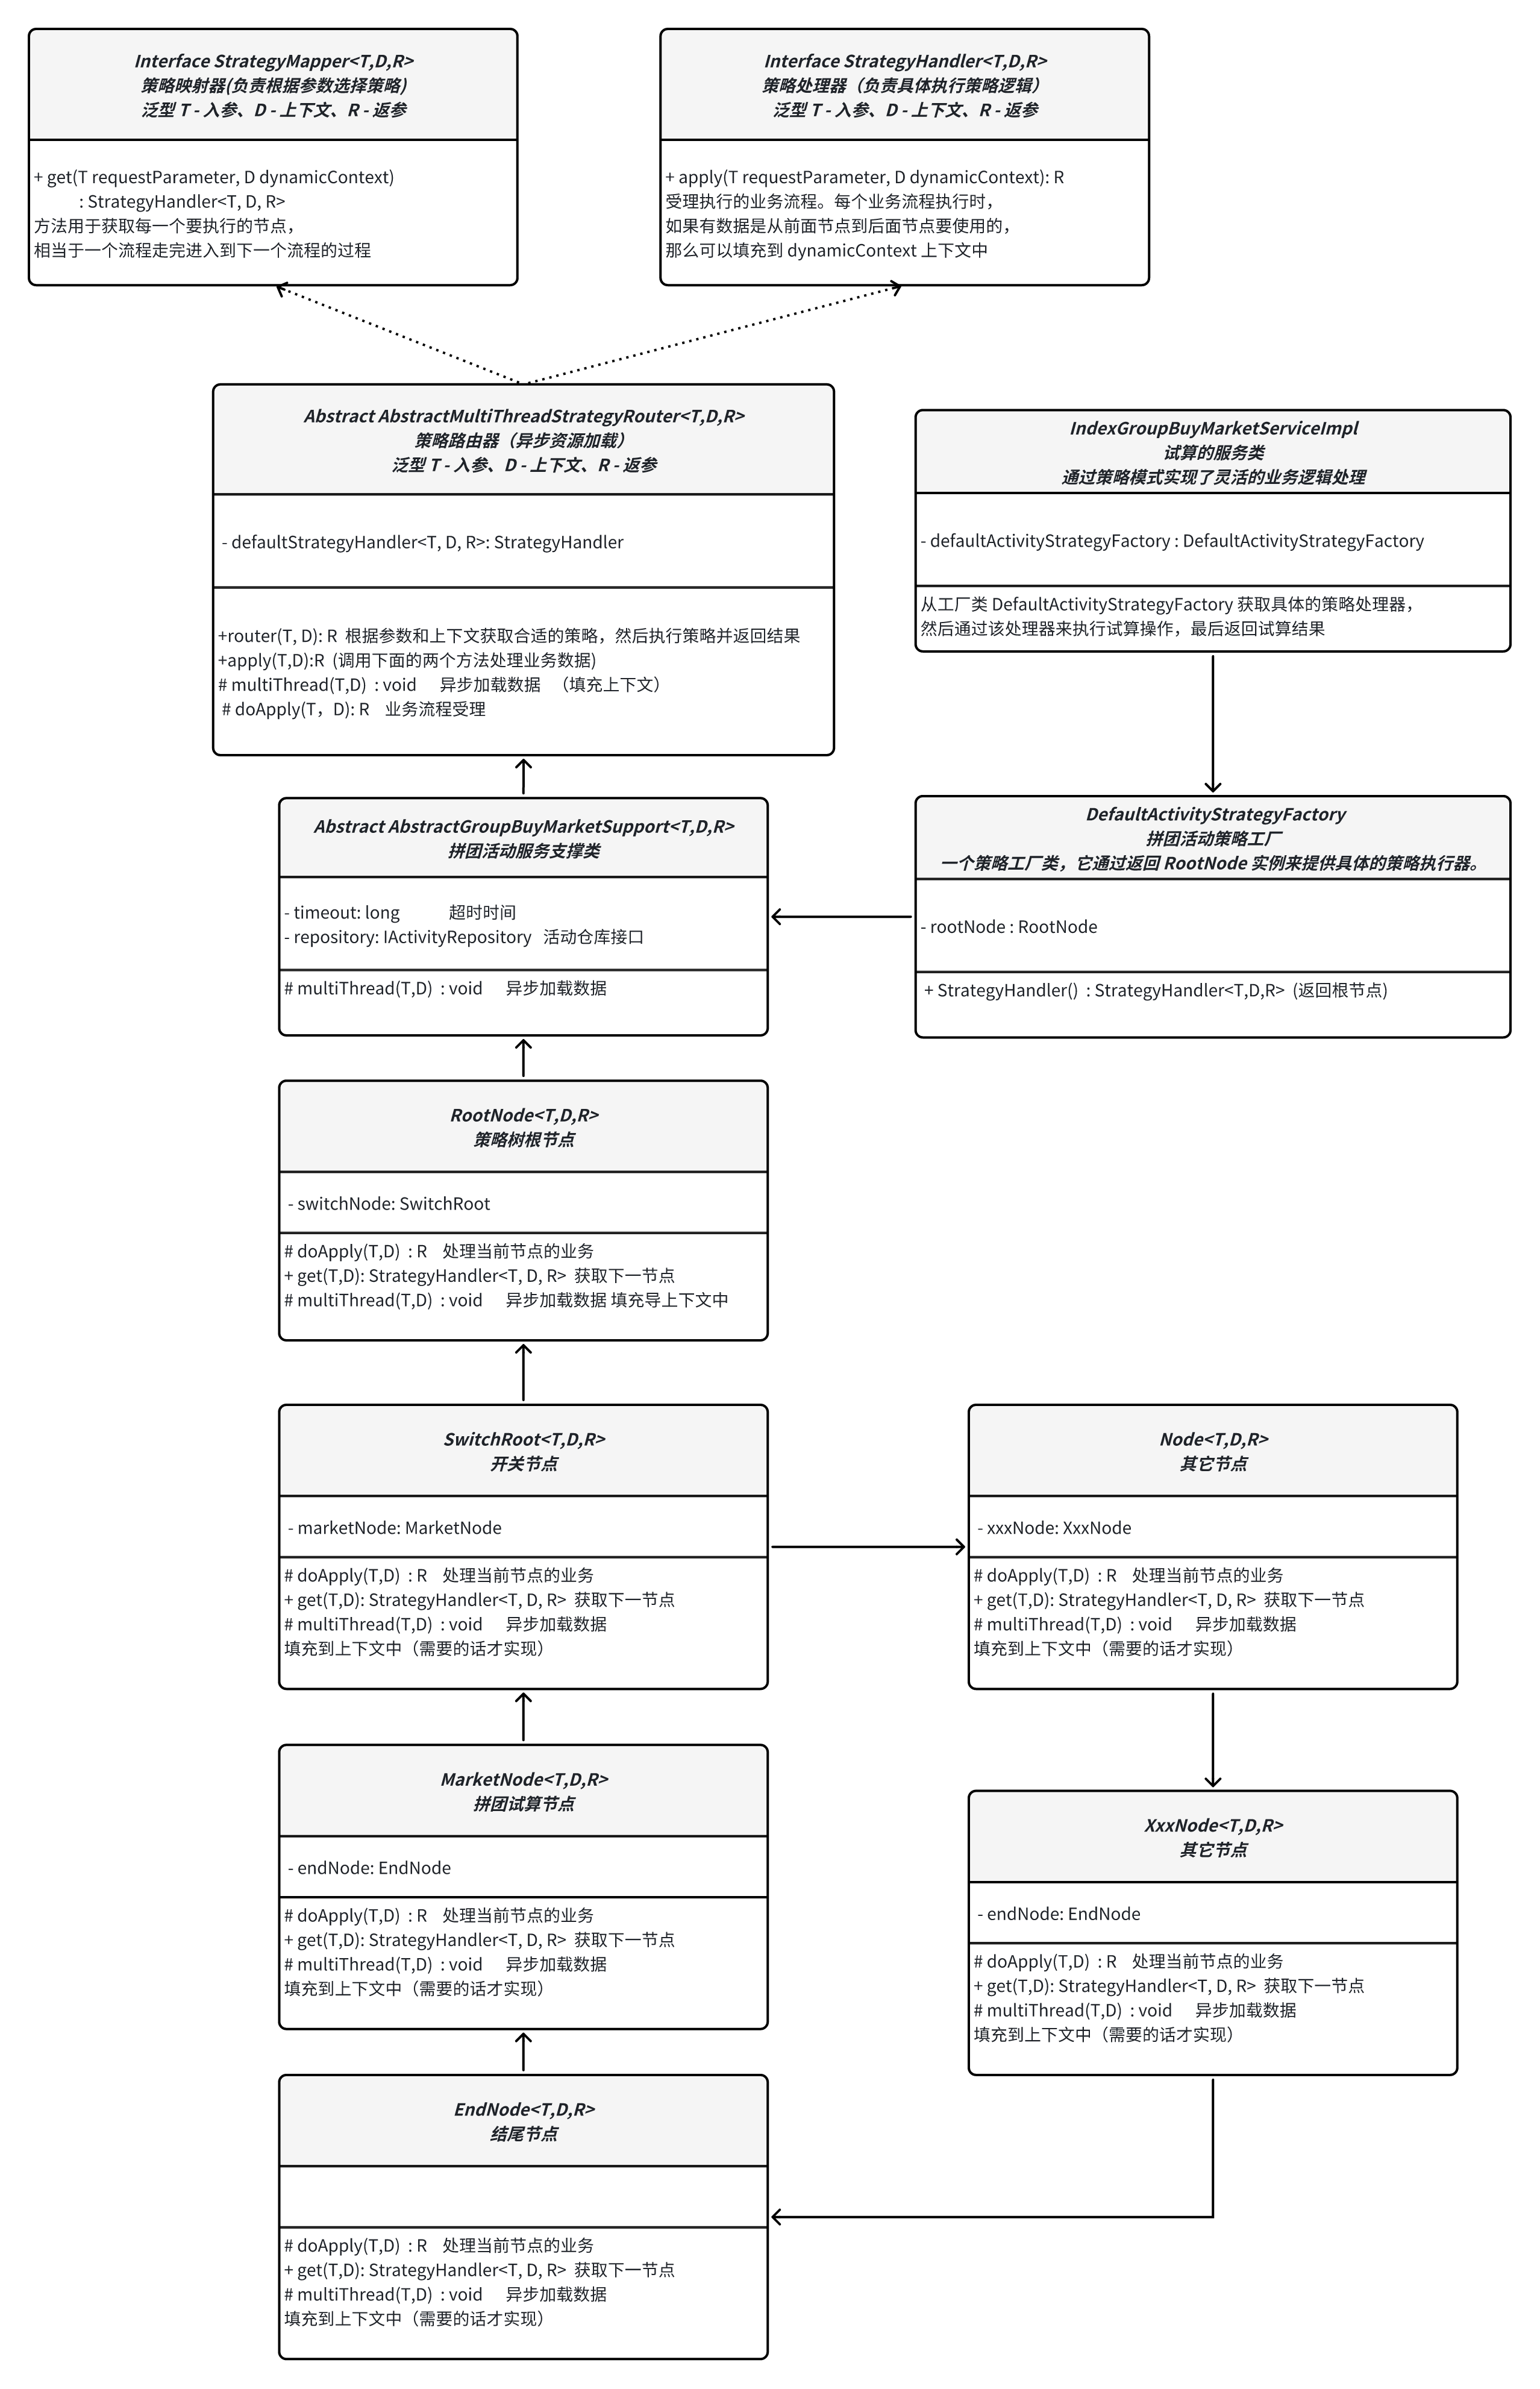 Interface StrategyMapper<T,D,R>
策略映射器(负责根据参数选择策略)
泛型 T - 入参、D - 上下文、R - 返参
+ get(T requestParameter, D dynamicContext)
: StrategyHandler<T, D, R>
方法用于获取每一个要执行的节点，
相当于一个流程走完进入到下一个流程的过程
Interface StrategyHandler<T,D,R>
策略处理器（负责具体执行策略逻辑）
泛型 T - 入参、D - 上下文、R - 返参
+ apply(T requestParameter, D dynamicContext): R
受理执行的业务流程。每个业务流程执行时，
如果有数据是从前面节点到后面节点要使用的，
那么可以填充到 dynamicContext 上下文中
Abstract AbstractMultiThreadStrategyRouter<T,D,R>
策略路由器（异步资源加载）
泛型 T - 入参、D - 上下文、R - 返参
- defaultStrategyHandler<T, D, R>: StrategyHandler
+router(T, D): R 根据参数和上下文获取合适的策略，然后执行策略并返回结果
+apply(T,D):R (调用下面的两个方法处理业务数据)
# multiThread(T,D) : void 异步加载数据 （填充上下文）
# doApply(T，D): R 业务流程受理
IndexGroupBuyMarketServiceImpl
试算的服务类
通过策略模式实现了灵活的业务逻辑处理
- defaultActivityStrategyFactory : DefaultActivityStrategyFactory
从工厂类 DefaultActivityStrategyFactory 获取具体的策略处理器，
然后通过该处理器来执行试算操作，最后返回试算结果
Abstract AbstractGroupBuyMarketSupport<T,D,R>
拼团活动服务支撑类
- timeout: long 超时时间
- repository: IActivityRepository 活动仓库接口
# multiThread(T,D) : void 异步加载数据
DefaultActivityStrategyFactory
拼团活动策略工厂
一个策略工厂类，它通过返回 RootNode 实例来提供具体的策略执行器。
- rootNode : RootNode
+ StrategyHandler() : StrategyHandler<T,D,R> (返回根节点)
RootNode<T,D,R>
策略树根节点
- switchNode: SwitchRoot
# doApply(T,D) : R 处理当前节点的业务
+ get(T,D): StrategyHandler<T, D, R> 获取下一节点
# multiThread(T,D) : void 异步加载数据 填充导上下文中
SwitchRoot<T,D,R>
开关节点
- marketNode: MarketNode
# doApply(T,D) : R 处理当前节点的业务
+ get(T,D): StrategyHandler<T, D, R> 获取下一节点
# multiThread(T,D) : void 异步加载数据
填充到上下文中（需要的话才实现）
Node<T,D,R>
其它节点
- xxxNode: XxxNode
# doApply(T,D) : R 处理当前节点的业务
+ get(T,D): StrategyHandler<T, D, R> 获取下一节点
# multiThread(T,D) : void 异步加载数据
填充到上下文中（需要的话才实现）
MarketNode<T,D,R>
拼团试算节点
- endNode: EndNode
# doApply(T,D) : R 处理当前节点的业务
+ get(T,D): StrategyHandler<T, D, R> 获取下一节点
# multiThread(T,D) : void 异步加载数据
填充到上下文中（需要的话才实现）
XxxNode<T,D,R>
其它节点
- endNode: EndNode
# doApply(T,D) : R 处理当前节点的业务
+ get(T,D): StrategyHandler<T, D, R> 获取下一节点
# multiThread(T,D) : void 异步加载数据
填充到上下文中（需要的话才实现）
EndNode<T,D,R>
结尾节点
# doApply(T,D) : R 处理当前节点的业务
+ get(T,D): StrategyHandler<T, D, R> 获取下一节点
# multiThread(T,D) : void 异步加载数据
填充到上下文中（需要的话才实现）